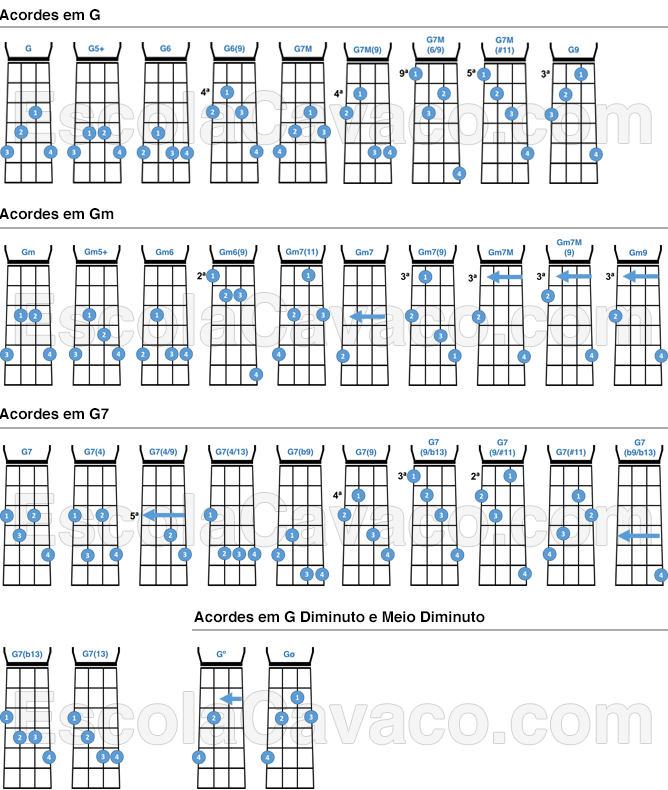 Acordes em G
G G5+ G6 G6(9) G7M G7M(9) G7M (6/9) G7M (#11) G9
4ª 4ª 9ª 5ª 3ª
1 2 3 4
1 2 3 4
1 2 3 4
1 2 3 4
1 2 3 4
1 2 3 4
1 2 3 4
1 2 3 4
1 2 3 4
EscolaCavaco.com
Acordes em Gm
Gm Gm5+ Gm6 Gm6(9) Gm7(11) Gm7 Gm7(9) Gm7M Gm7M (9) Gm9
2ª 3ª 3ª 3ª 3ª
1 2 3 4
1 2 3 4
1 2 3 4
1 2 3 4
1 2 3 4
2
1 2 3 1
2 4
2 4
2 4
EscolaCavaco.com
Acordes em G7
G7 G7(4) G7(4/9) G7(4/13) G7(b9) G7(9) G7 (9/b13) G7 (9/#11) G7(#11) G7 (b9/b13)
5ª 4ª 3ª 2ª
1 2 3 4
1 2 3 4
2 3
1 2 3 4
1 2 3 4
1 2 3 4
1 2 3 4
1 2 3 4
1 2 3 4
4
EscolaCavaco.com
Acordes em G Diminuto e Meio Diminuto
G7(b13) G7(13) G° Gø
1 2 3 4
1 2 3 4
2 4
1 2 3 4
EscolaCavaco.com